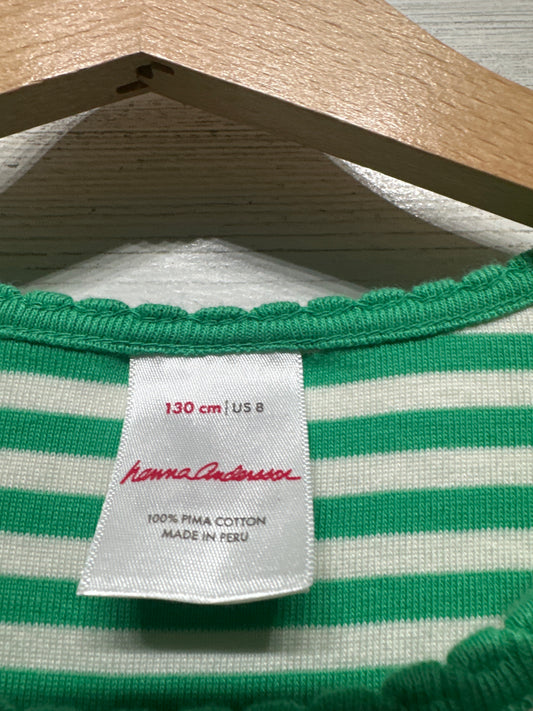 130 cm | US 8
hanna andersson
100% PIMA COTTON
MADE IN PERU